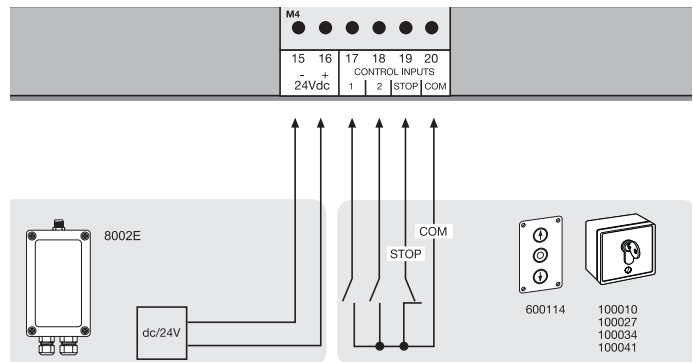 M4
15 16 17 18 19 20
- + CONTROL INPUTS
24Vdc 1 2 STOP COM
8002E
COM
STOP
dc/24V
600114
100010
100027
100034
100041